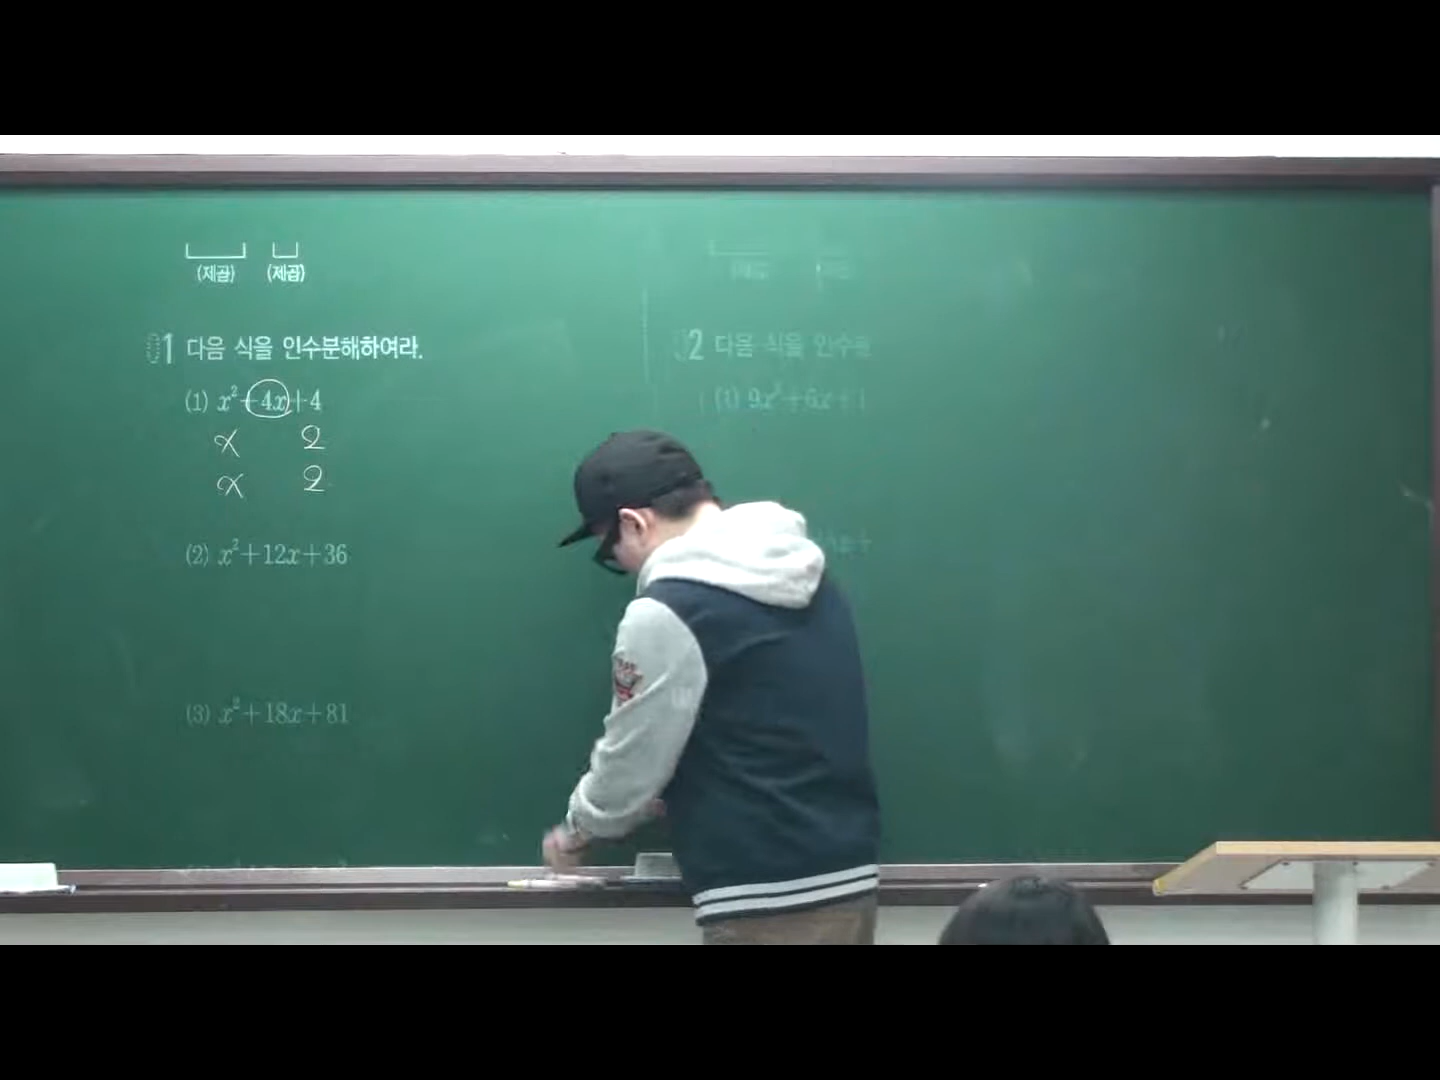 (제곱) (제곱)
01 다음 식을 인수분해하여라.
(1) x²+4x+4
x 2
x 2
(2) x²+12x+36
(3) x²+18x+81
02 다음 식을 인수분
(1) 9x²+6x+1